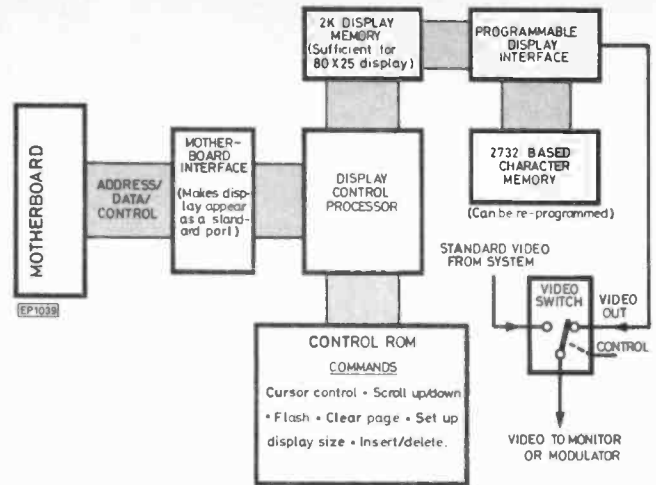 2K DISPLAY
MEMORY
(Sufficient for
80 X 25 display)
PROGRAMMABLE
DISPLAY
INTERFACE
MOTHERBOARD
ADDRESS/
DATA/
CONTROL
MOTHER-
BOARD
INTERFACE
(Makes disp-
lay appear
as a stand-
ard port)
DISPLAY
CONTROL
PROCESSOR
2732 BASED
CHARACTER
MEMORY
(Can be re-programmed)
STANDARD VIDEO
FROM SYSTEM
VIDEO
SWITCH
VIDEO
OUT
CONTROL
EP1039
CONTROL ROM
COMMANDS
Cursor control • Scroll up/down
• Flash • Clear page • Set up
display size • Insert/delete.
VIDEO TO MONITOR
OR MODULATOR